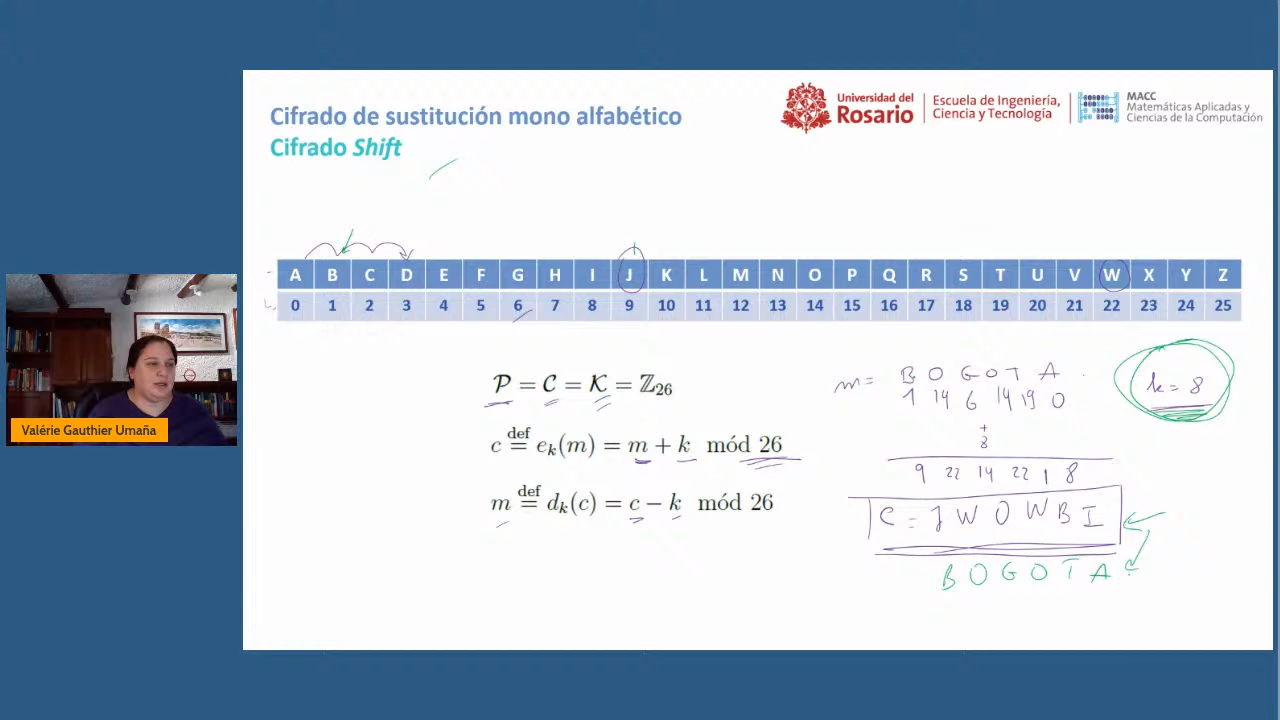 Cifrado de sustitución mono alfabético
Cifrado Shift
Universidad del
Rosario
Escuela de Ingeniería,
Ciencia y Tecnología
MACC
Matemáticas Aplicadas y
Ciencias de la Computación
A B C D E F G H I J K L M N O P Q R S T U V W X Y Z
0 1 2 3 4 5 6 7 8 9 10 11 12 13 14 15 16 17 18 19 20 21 22 23 24 25
𝒫 = 𝒞 = 𝒦 = ℤ₂₆
c def= eₖ(m) = m + k mód 26
m def= dₖ(c) = c − k mód 26
m = B O G O T A
1 14 6 14 19 0
+
8
9 22 14 22 1 8
C = J W O W B I
B O G O T A
k = 8
Valérie Gauthier Umaña